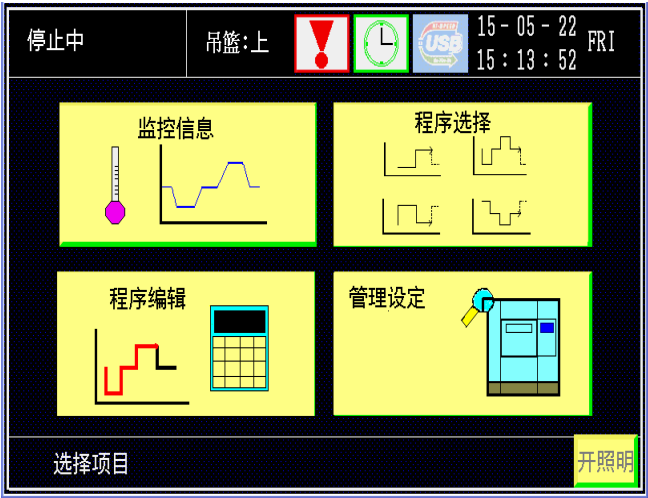 停止中
吊篮:上
USB
15-05-22
15:13:52
FRI
监控信息
程序选择
程序编辑
管理设定
选择项目
开照明